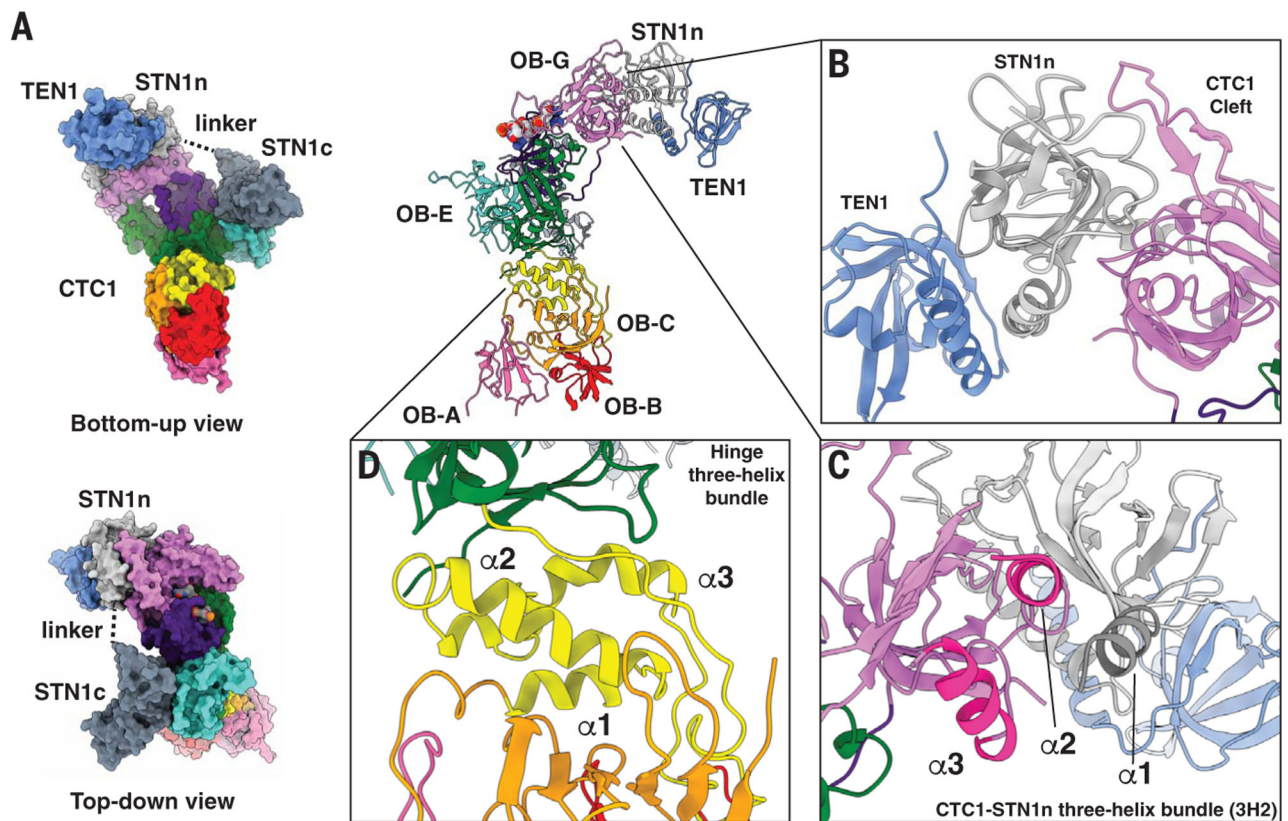 A
TEN1
STN1n
linker
STN1c
CTC1
Bottom-up view
STN1n
linker
STN1c
Top-down view
OB-G
STN1n
TEN1
OB-E
OB-C
OB-A
OB-B
B
STN1n
CTC1
Cleft
TEN1
D
Hinge
three-helix
bundle
α2
α3
α1
C
α3
α2
α1
CTC1-STN1n three-helix bundle (3H2)